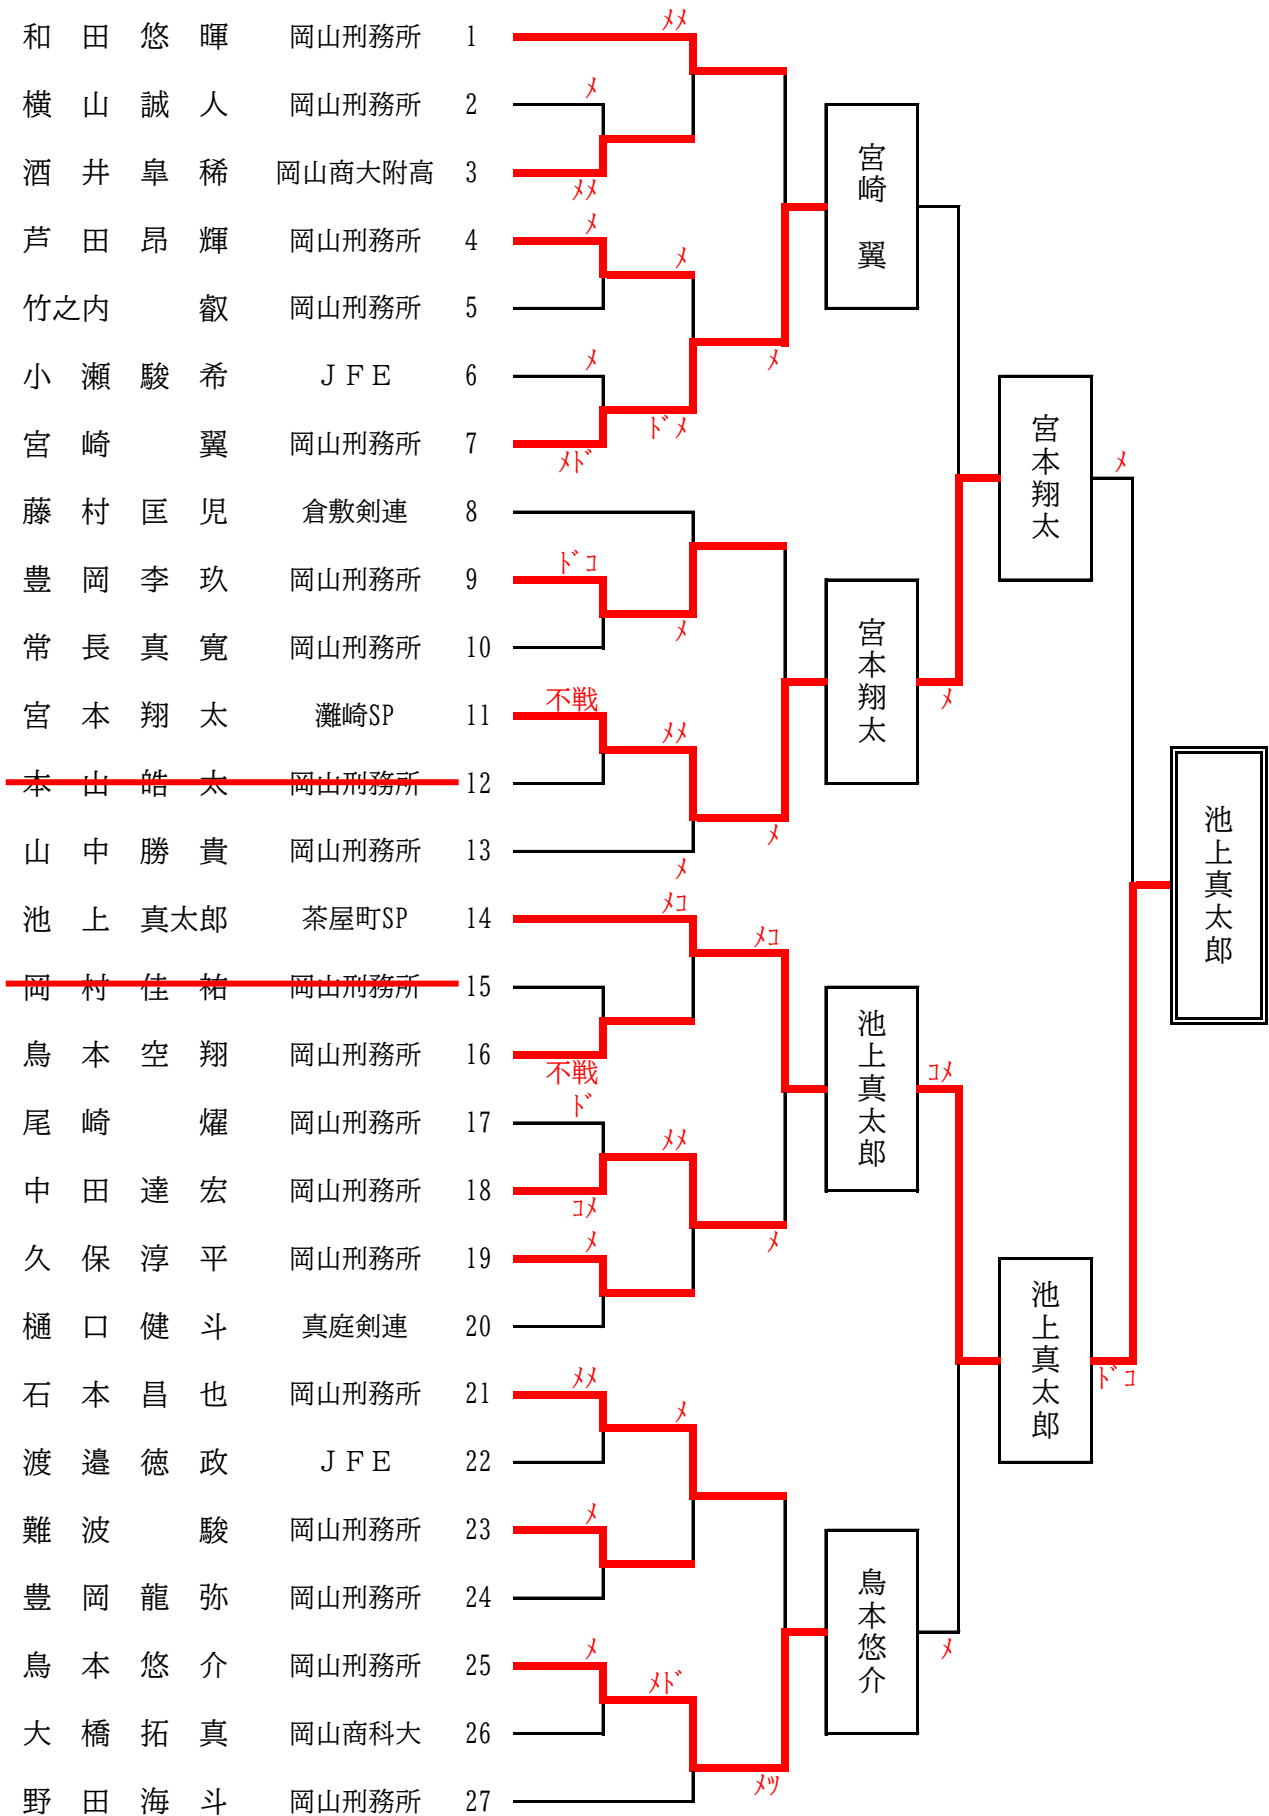 和田悠暉 岡山刑務所 1
横山誠人 岡山刑務所 2
酒井皐稀 岡山商大附高 3
芦田昂輝 岡山刑務所 4
竹之内 叡 岡山刑務所 5
小瀬駿希 ＪＦＥ 6
宮崎 翼 岡山刑務所 7
藤村匡児 倉敷剣連 8
豊岡李玖 岡山刑務所 9
常長真寛 岡山刑務所 10
宮本翔太 灘崎SP 11
本山皓太 岡山刑務所 12
山中勝貴 岡山刑務所 13
池上真太郎 茶屋町SP 14
岡村佳祐 岡山刑務所 15
鳥本空翔 岡山刑務所 16
尾崎 燿 岡山刑務所 17
中田達宏 岡山刑務所 18
久保淳平 岡山刑務所 19
樋口健斗 真庭剣連 20
石本昌也 岡山刑務所 21
渡邉徳政 ＪＦＥ 22
難波 駿 岡山刑務所 23
豊岡龍弥 岡山刑務所 24
鳥本悠介 岡山刑務所 25
大橋拓真 岡山商科大 26
野田海斗 岡山刑務所 27
ﾒ
ﾒﾒ
ﾒ
ﾒ
ﾒﾄﾞ
ﾄﾞｺ
不戦
不戦
ﾄﾞ
ｺﾒ
ﾒ
ﾒﾒ
ﾒ
ﾒ
ﾒﾒ
ﾒ
ﾄﾞﾒ
ﾒ
ﾒﾒ
ﾒ
ﾒｺ
ﾒﾒ
ﾒ
ﾒﾄﾞ
ﾒ
ﾒ
ﾒｺ
ﾒ
ﾒﾂ
宮崎 翼
宮本翔太
池上真太郎
鳥本悠介
ﾒ
ｺﾒ
ﾒ
宮本翔太
池上真太郎
ﾒ
ﾄﾞｺ
池上真太郎